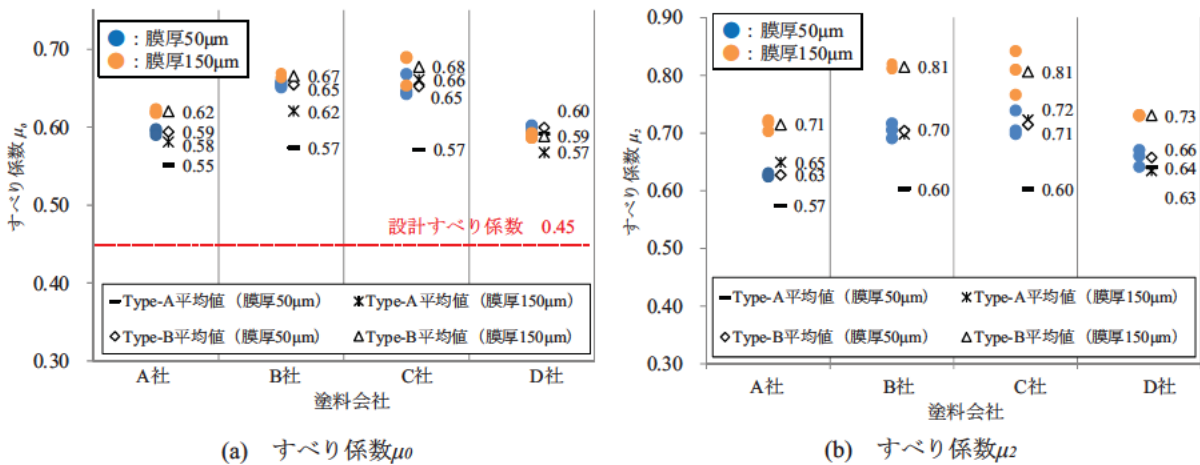 ：膜厚50μm
：膜厚150μm
0.70
0.60
0.50
0.40
0.30
すべり係数 μ₀
0.62
0.59
0.58
0.55
0.67
0.65
0.62
0.57
0.68
0.66
0.65
0.57
0.60
0.59
0.57
設計すべり係数 0.45
Type-A平均値（膜厚50μm）
Type-A平均値（膜厚150μm）
Type-B平均値（膜厚50μm）
Type-B平均値（膜厚150μm）
A社
B社
C社
D社
塗料会社
(a) すべり係数μ0
：膜厚50μm
：膜厚150μm
0.90
0.80
0.70
0.60
0.50
0.40
0.30
すべり係数 μ₂
0.71
0.65
0.63
0.57
0.81
0.70
0.60
0.81
0.72
0.71
0.60
0.73
0.66
0.64
0.63
Type-A平均値（膜厚50μm）
Type-A平均値（膜厚150μm）
Type-B平均値（膜厚50μm）
Type-B平均値（膜厚150μm）
A社
B社
C社
D社
塗料会社
(b) すべり係数μ2